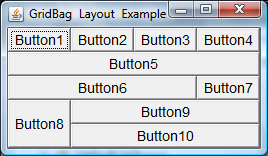 GridBag Layout Example
Button1 Button2 Button3 Button4
Button5
Button6 Button7
Button8 Button9
Button10